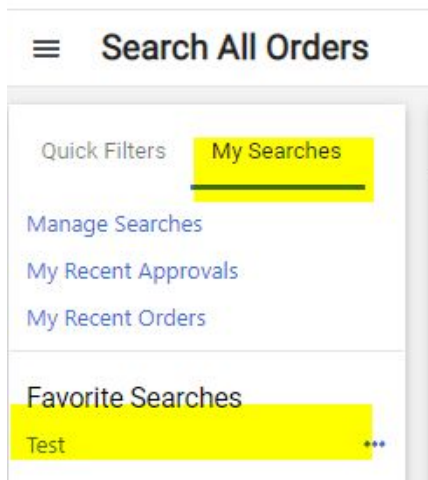 Search All Orders
Quick Filters My Searches
Manage Searches
My Recent Approvals
My Recent Orders
Favorite Searches
Test